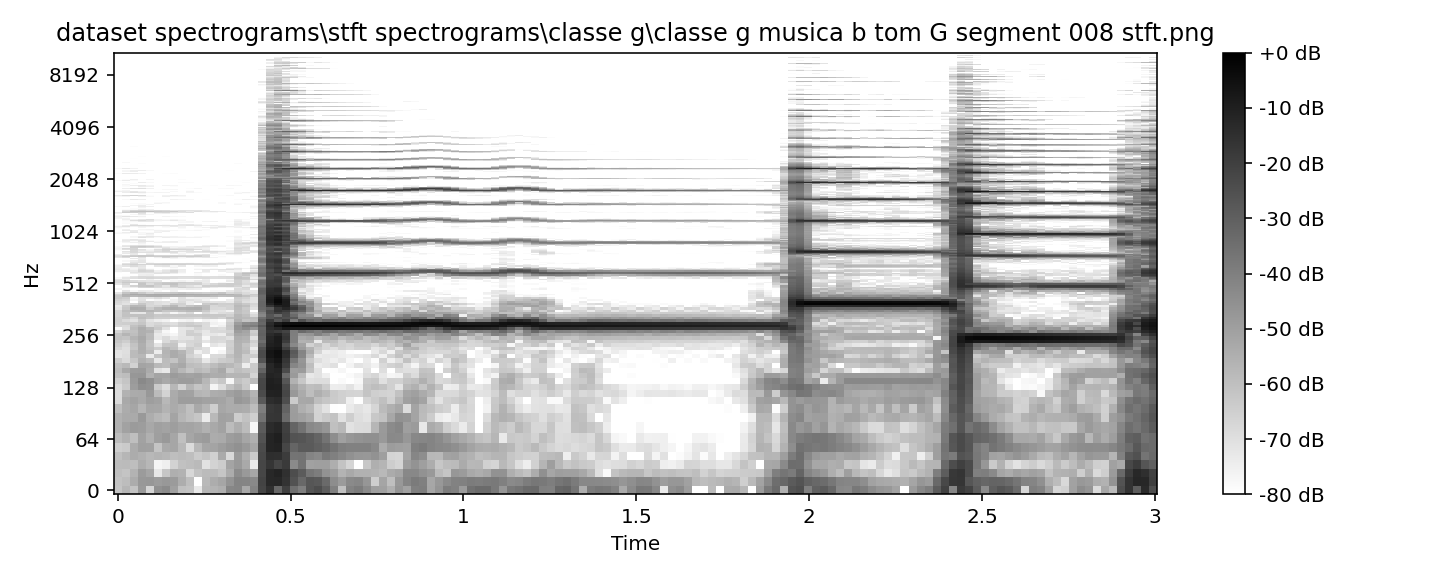 dataset spectrograms\stft spectrograms\classe g\classe g musica b tom G segment 008 stft.png
8192
4096
2048
1024
512
256
128
64
0
Hz
0
0.5
1
1.5
2
2.5
3
Time
+0 dB
-10 dB
-20 dB
-30 dB
-40 dB
-50 dB
-60 dB
-70 dB
-80 dB